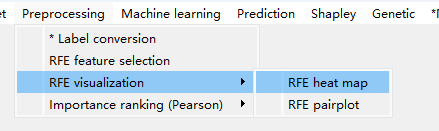 et Preprocessing Machine learning Prediction Shapley Genetic *M
* Label conversion
RFE feature selection
RFE visualization RFE heat map
Importance ranking (Pearson) RFE pairplot